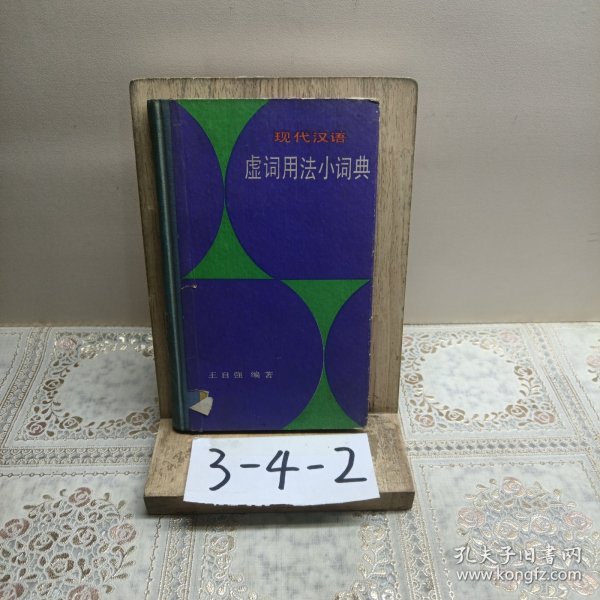 现代汉语
虚词用法小词典
王自强 编著
3-4-2
孔夫子旧书网
www.kongfz.com